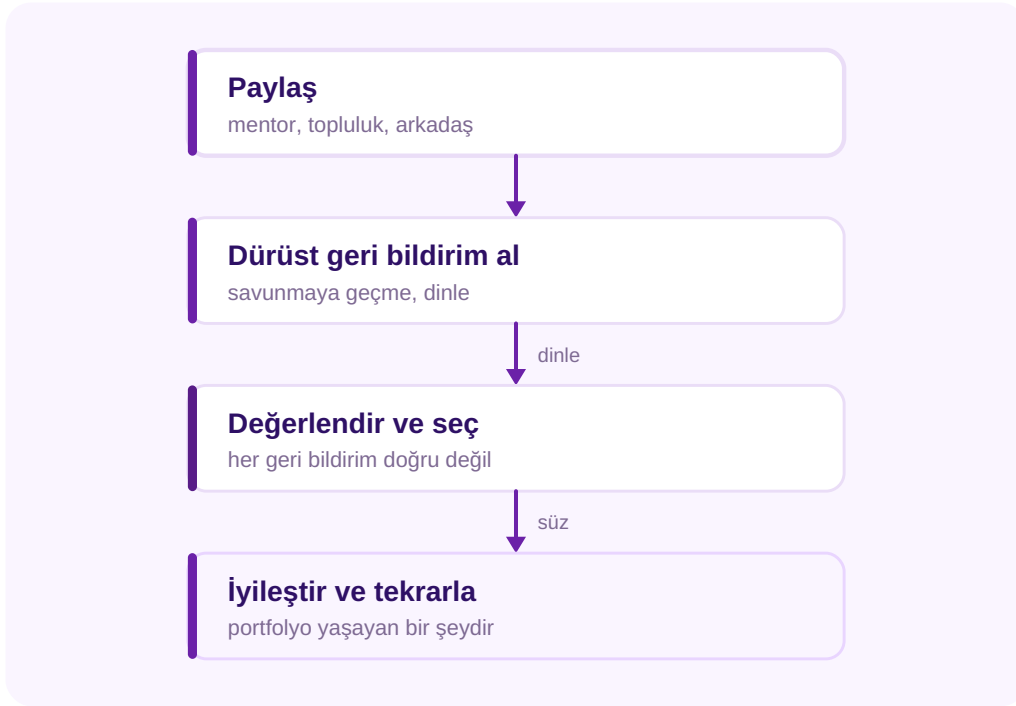 Paylaş
mentor, topluluk, arkadaş
Dürüst geri bildirim al
savunmaya geçme, dinle
dinle
Değerlendir ve seç
her geri bildirim doğru değil
süz
İyileştir ve tekrarla
portfolyo yaşayan bir şeydir